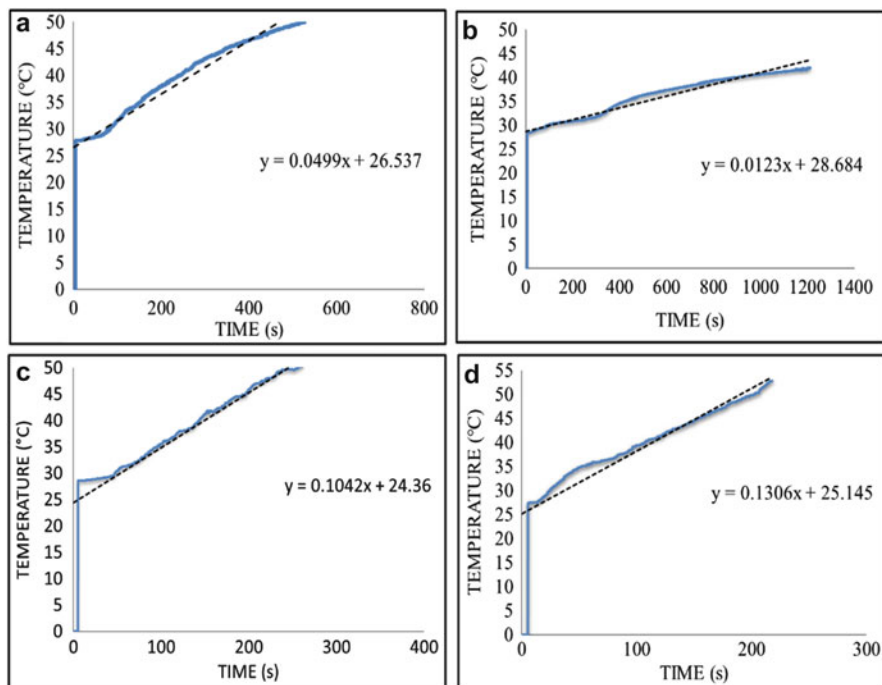 a
50
45
40
35
30
25
20
15
10
5
0
TEMPERATURE (°C)
y = 0.0499x + 26.537
0 200 400 600 800
TIME (s)
b
50
45
40
35
30
25
20
15
10
5
0
TEMPERATURE (°C)
y = 0.0123x + 28.684
0 200 400 600 800 1000 1200 1400
TIME (s)
c
50
45
40
35
30
25
20
15
10
5
0
TEMPERATURE (°C)
y = 0.1042x + 24.36
0 100 200 300 400
TIME (s)
d
55
50
45
40
35
30
25
20
15
10
5
0
TEMPERATURE (°C)
y = 0.1306x + 25.145
0 100 200 300
TIME (s)